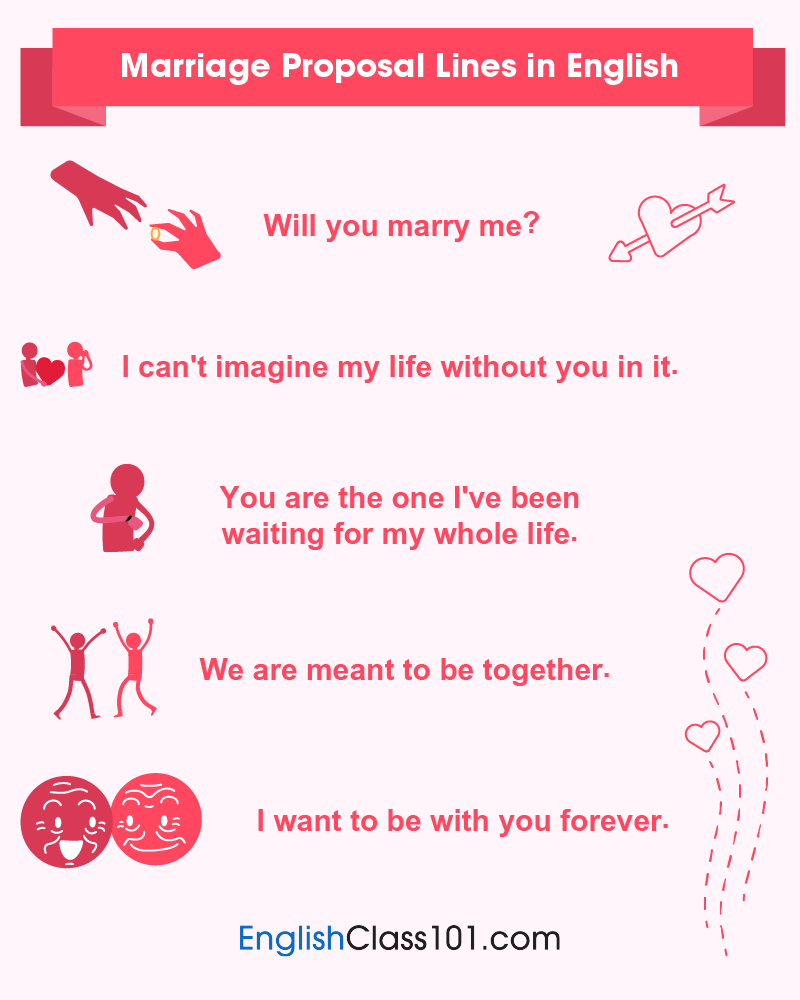 Marriage Proposal Lines in English
Will you marry me?
I can't imagine my life without you in it.
You are the one I've been
waiting for my whole life.
We are meant to be together.
I want to be with you forever.
EnglishClass101.com